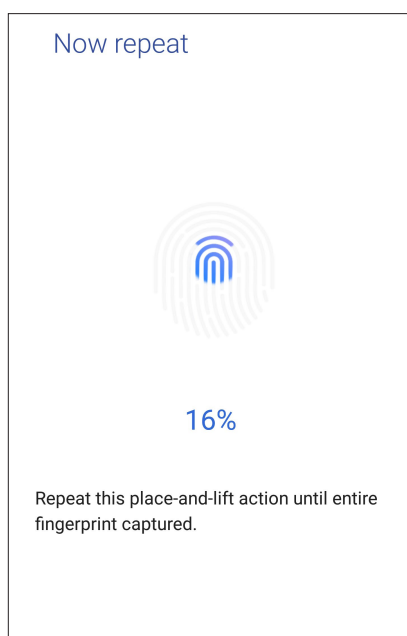 Now repeat
16%
Repeat this place-and-lift action until entire
fingerprint captured.